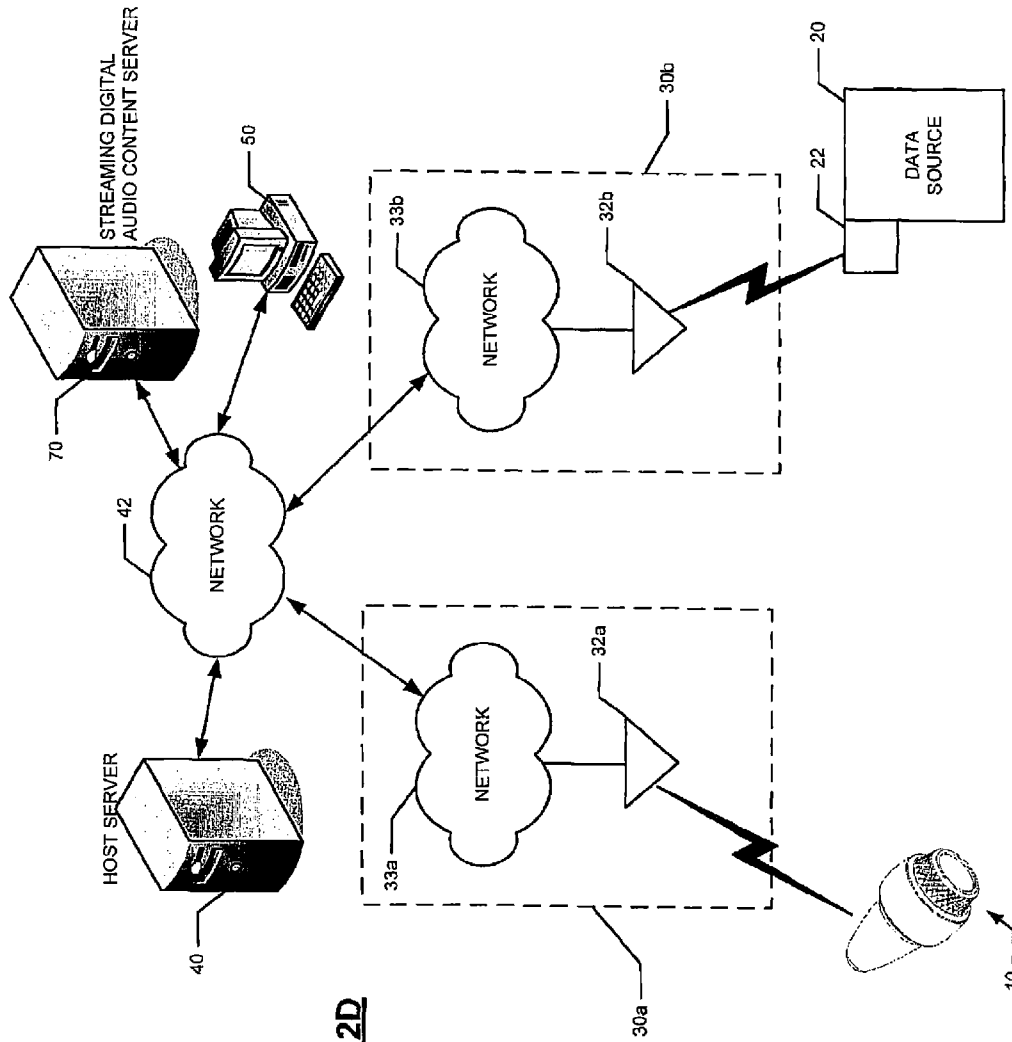 STREAMING DIGITAL
AUDIO CONTENT SERVER
70
50
42
NETWORK
HOST SERVER
40
30b
33b
NETWORK
32b
22
20
DATA
SOURCE
33a
NETWORK
32a
30a
2D